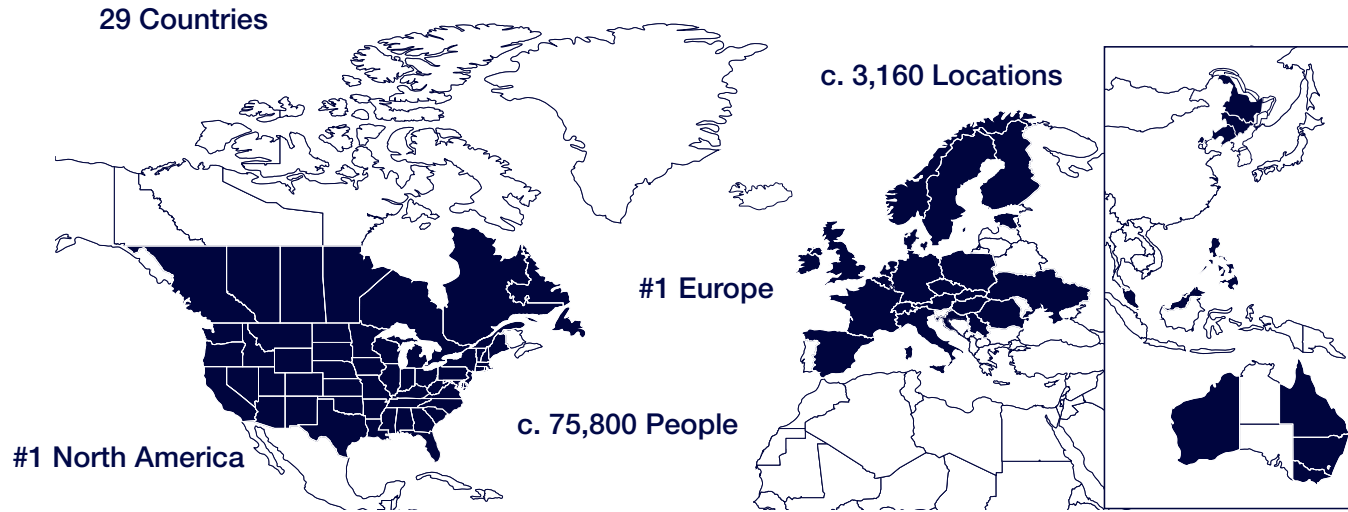 29 Countries
c. 3,160 Locations
#1 Europe
c. 75,800 People
#1 North America